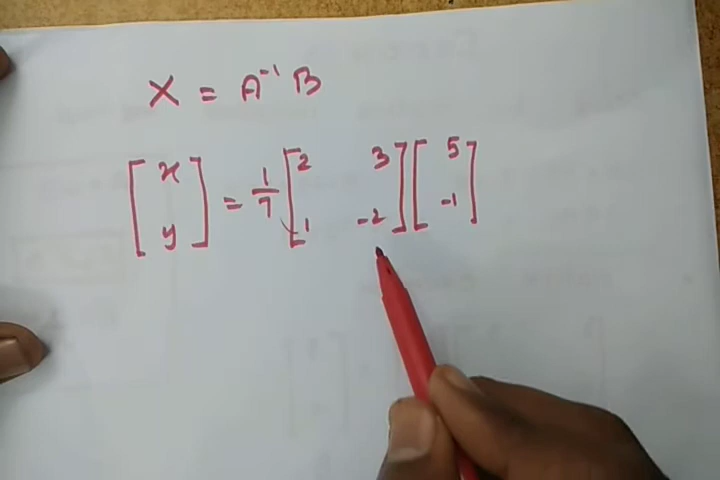 X = A⁻¹ B
[x y] = 1/7 [2 3 1 -2] [5 -1]